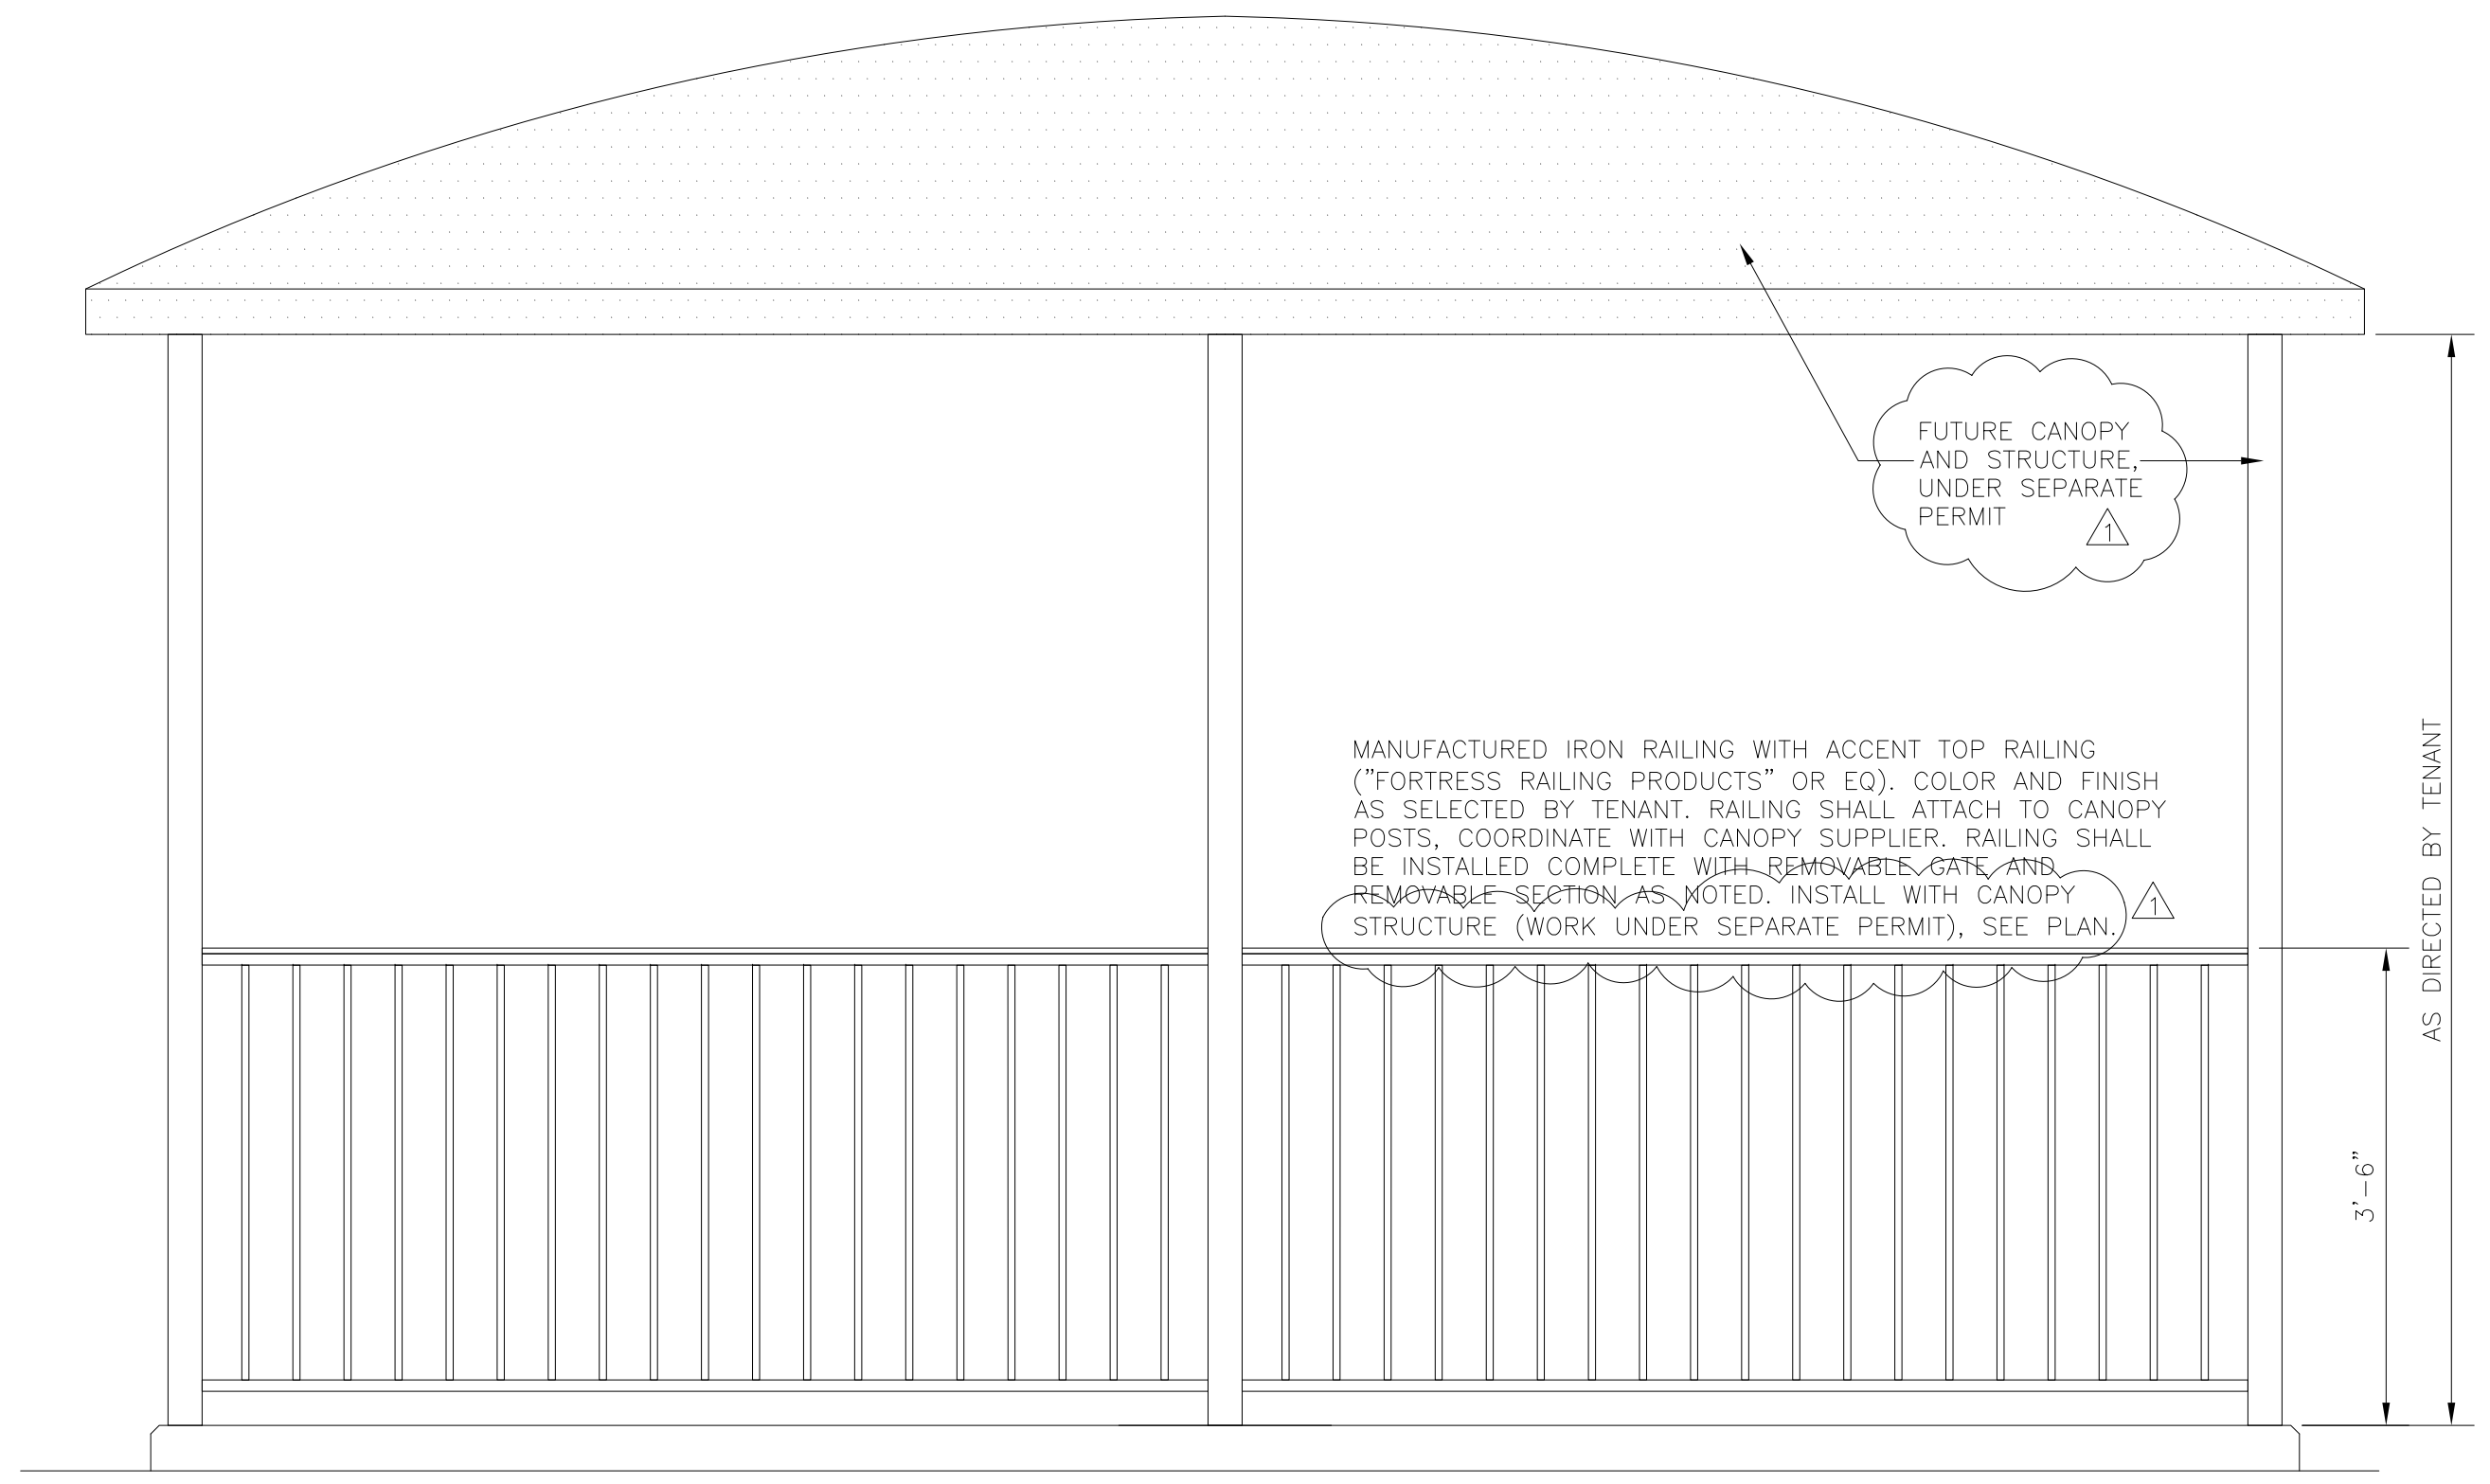 FUTURE CANOPY
AND STRUCTURE,
UNDER SEPARATE
PERMIT
1
MANUFACTURED IRON RAILING WITH ACCENT TOP RAILING
("FORTRESS RAILING PRODUCTS" OR EQ). COLOR AND FINISH
AS SELECTED BY TENANT. RAILING SHALL ATTACH TO CANOPY
POSTS, COORDINATE WITH CANOPY SUPPLIER. RAILING SHALL
BE INSTALLED COMPLETE WITH REMOVABLE GATE AND
REMOVABLE SECTION AS NOTED. INSTALL WITH CANOPY
STRUCTURE (WORK UNDER SEPARATE PERMIT), SEE PLAN.
1
3'-6"
AS DIRECTED BY TENANT